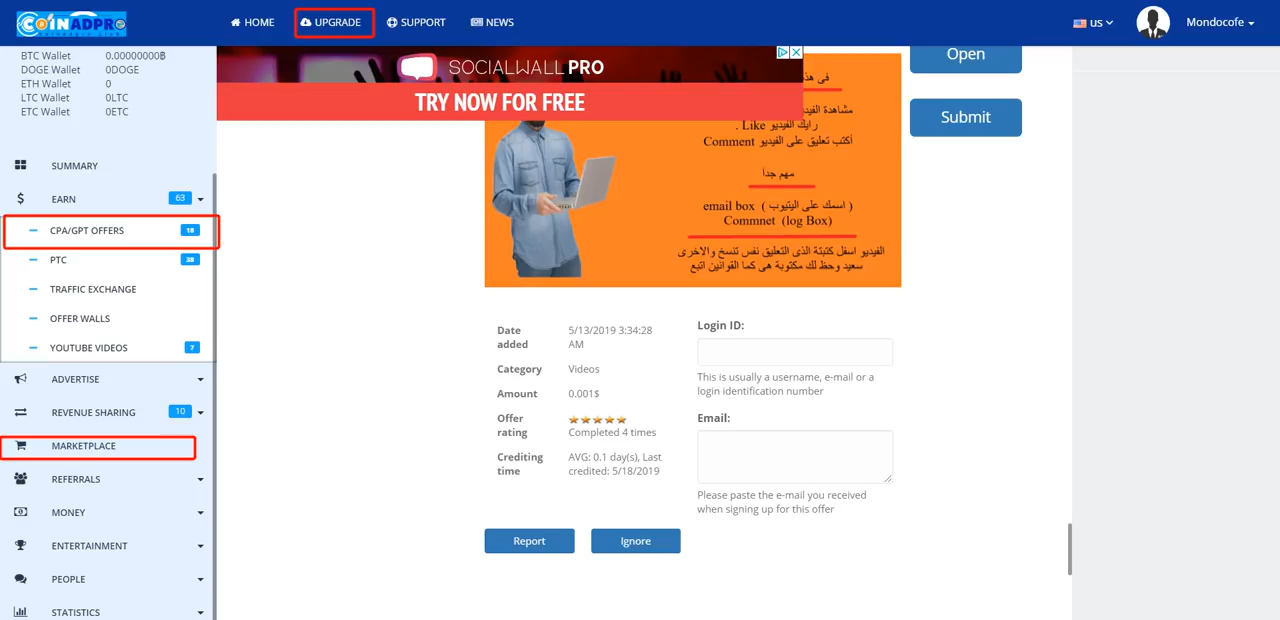 COINADPRO
HOME
UPGRADE
SUPPORT
NEWS
us
Mondocofe
BTC Wallet 0.00000000฿
DOGE Wallet 0DOGE
ETH Wallet 0
LTC Wallet 0LTC
ETC Wallet 0ETC
SUMMARY
EARN 63
CPA/GPT OFFERS 18
PTC 38
TRAFFIC EXCHANGE
OFFER WALLS
YOUTUBE VIDEOS 7
ADVERTISE
REVENUE SHARING 10
MARKETPLACE
REFERRALS
MONEY
ENTERTAINMENT
PEOPLE
STATISTICS
SOCIALWALL PRO
TRY NOW FOR FREE
فى هذ
مشاهدة الفيد
رايك الفيديو Like .
أكتب تعليق على الفيديو Comment
مهم جداً
email box ( اسمك على اليتيوب )
Commnet (log Box)
الفيديو اسفل كتبتة الذى التعليق نفس تنسخ والاخرى
سعيد وحظ لك مكتوبة هى كما القوانين اتبع
Open
Submit
Date added 5/13/2019 3:34:28 AM
Category Videos
Amount 0.001$
Offer rating Completed 4 times
Crediting time AVG: 0.1 day(s), Last credited: 5/18/2019
Login ID:
This is usually a username, e-mail or a
login identification number
Email:
Please paste the e-mail you received
when signing up for this offer
Report
Ignore